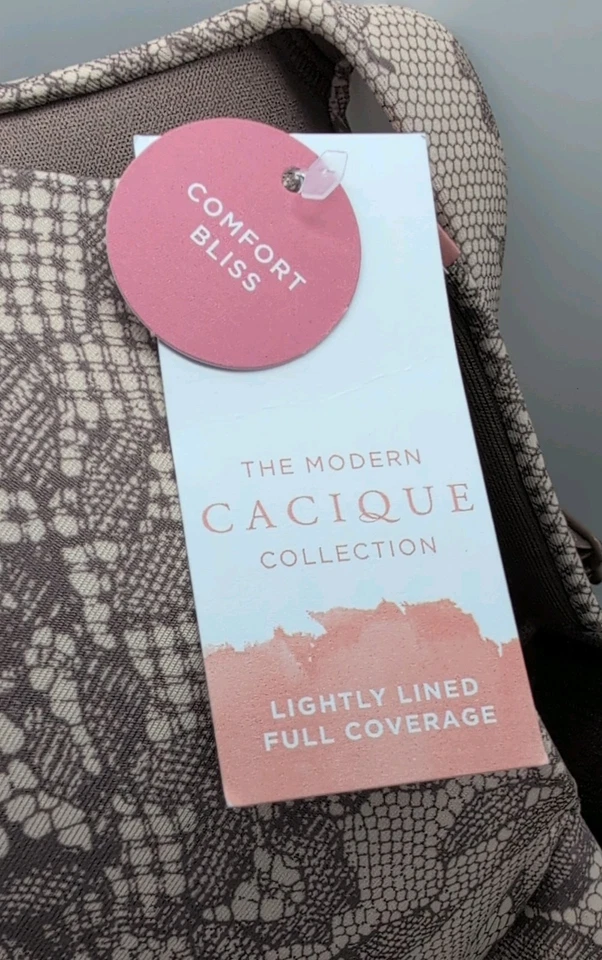 COMFORT
BLISS
THE MODERN
CACIQUE
COLLECTION
LIGHTLY LINED
FULL COVERAGE